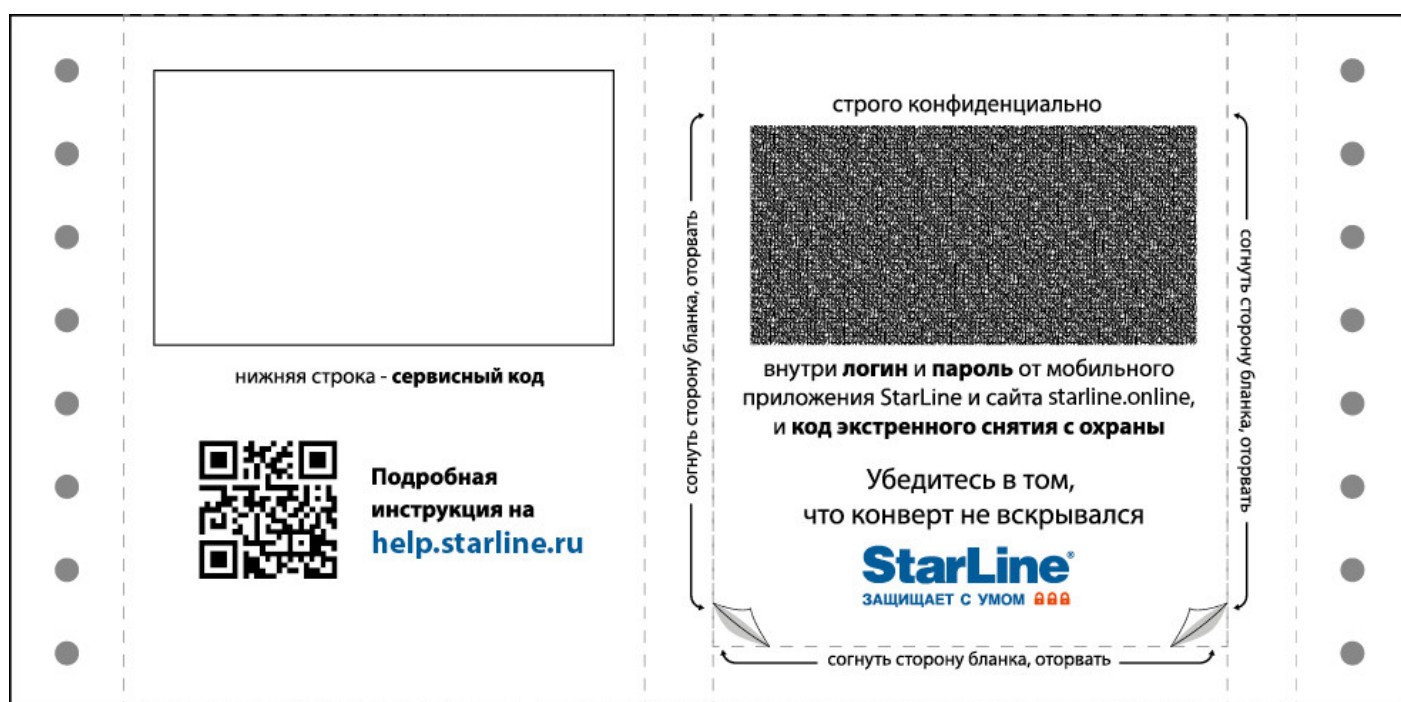 нижняя строка - сервисный код
Подробная
инструкция на
help.starline.ru
согнуть сторону бланка, оторвать
строго конфиденциально
внутри логин и пароль от мобильного
приложения StarLine и сайта starline.online,
и код экстренного снятия с охраны
Убедитесь в том,
что конверт не вскрывался
StarLine®
ЗАЩИЩАЕТ С УМОМ
согнуть сторону бланка, оторвать
согнуть сторону бланка, оторвать